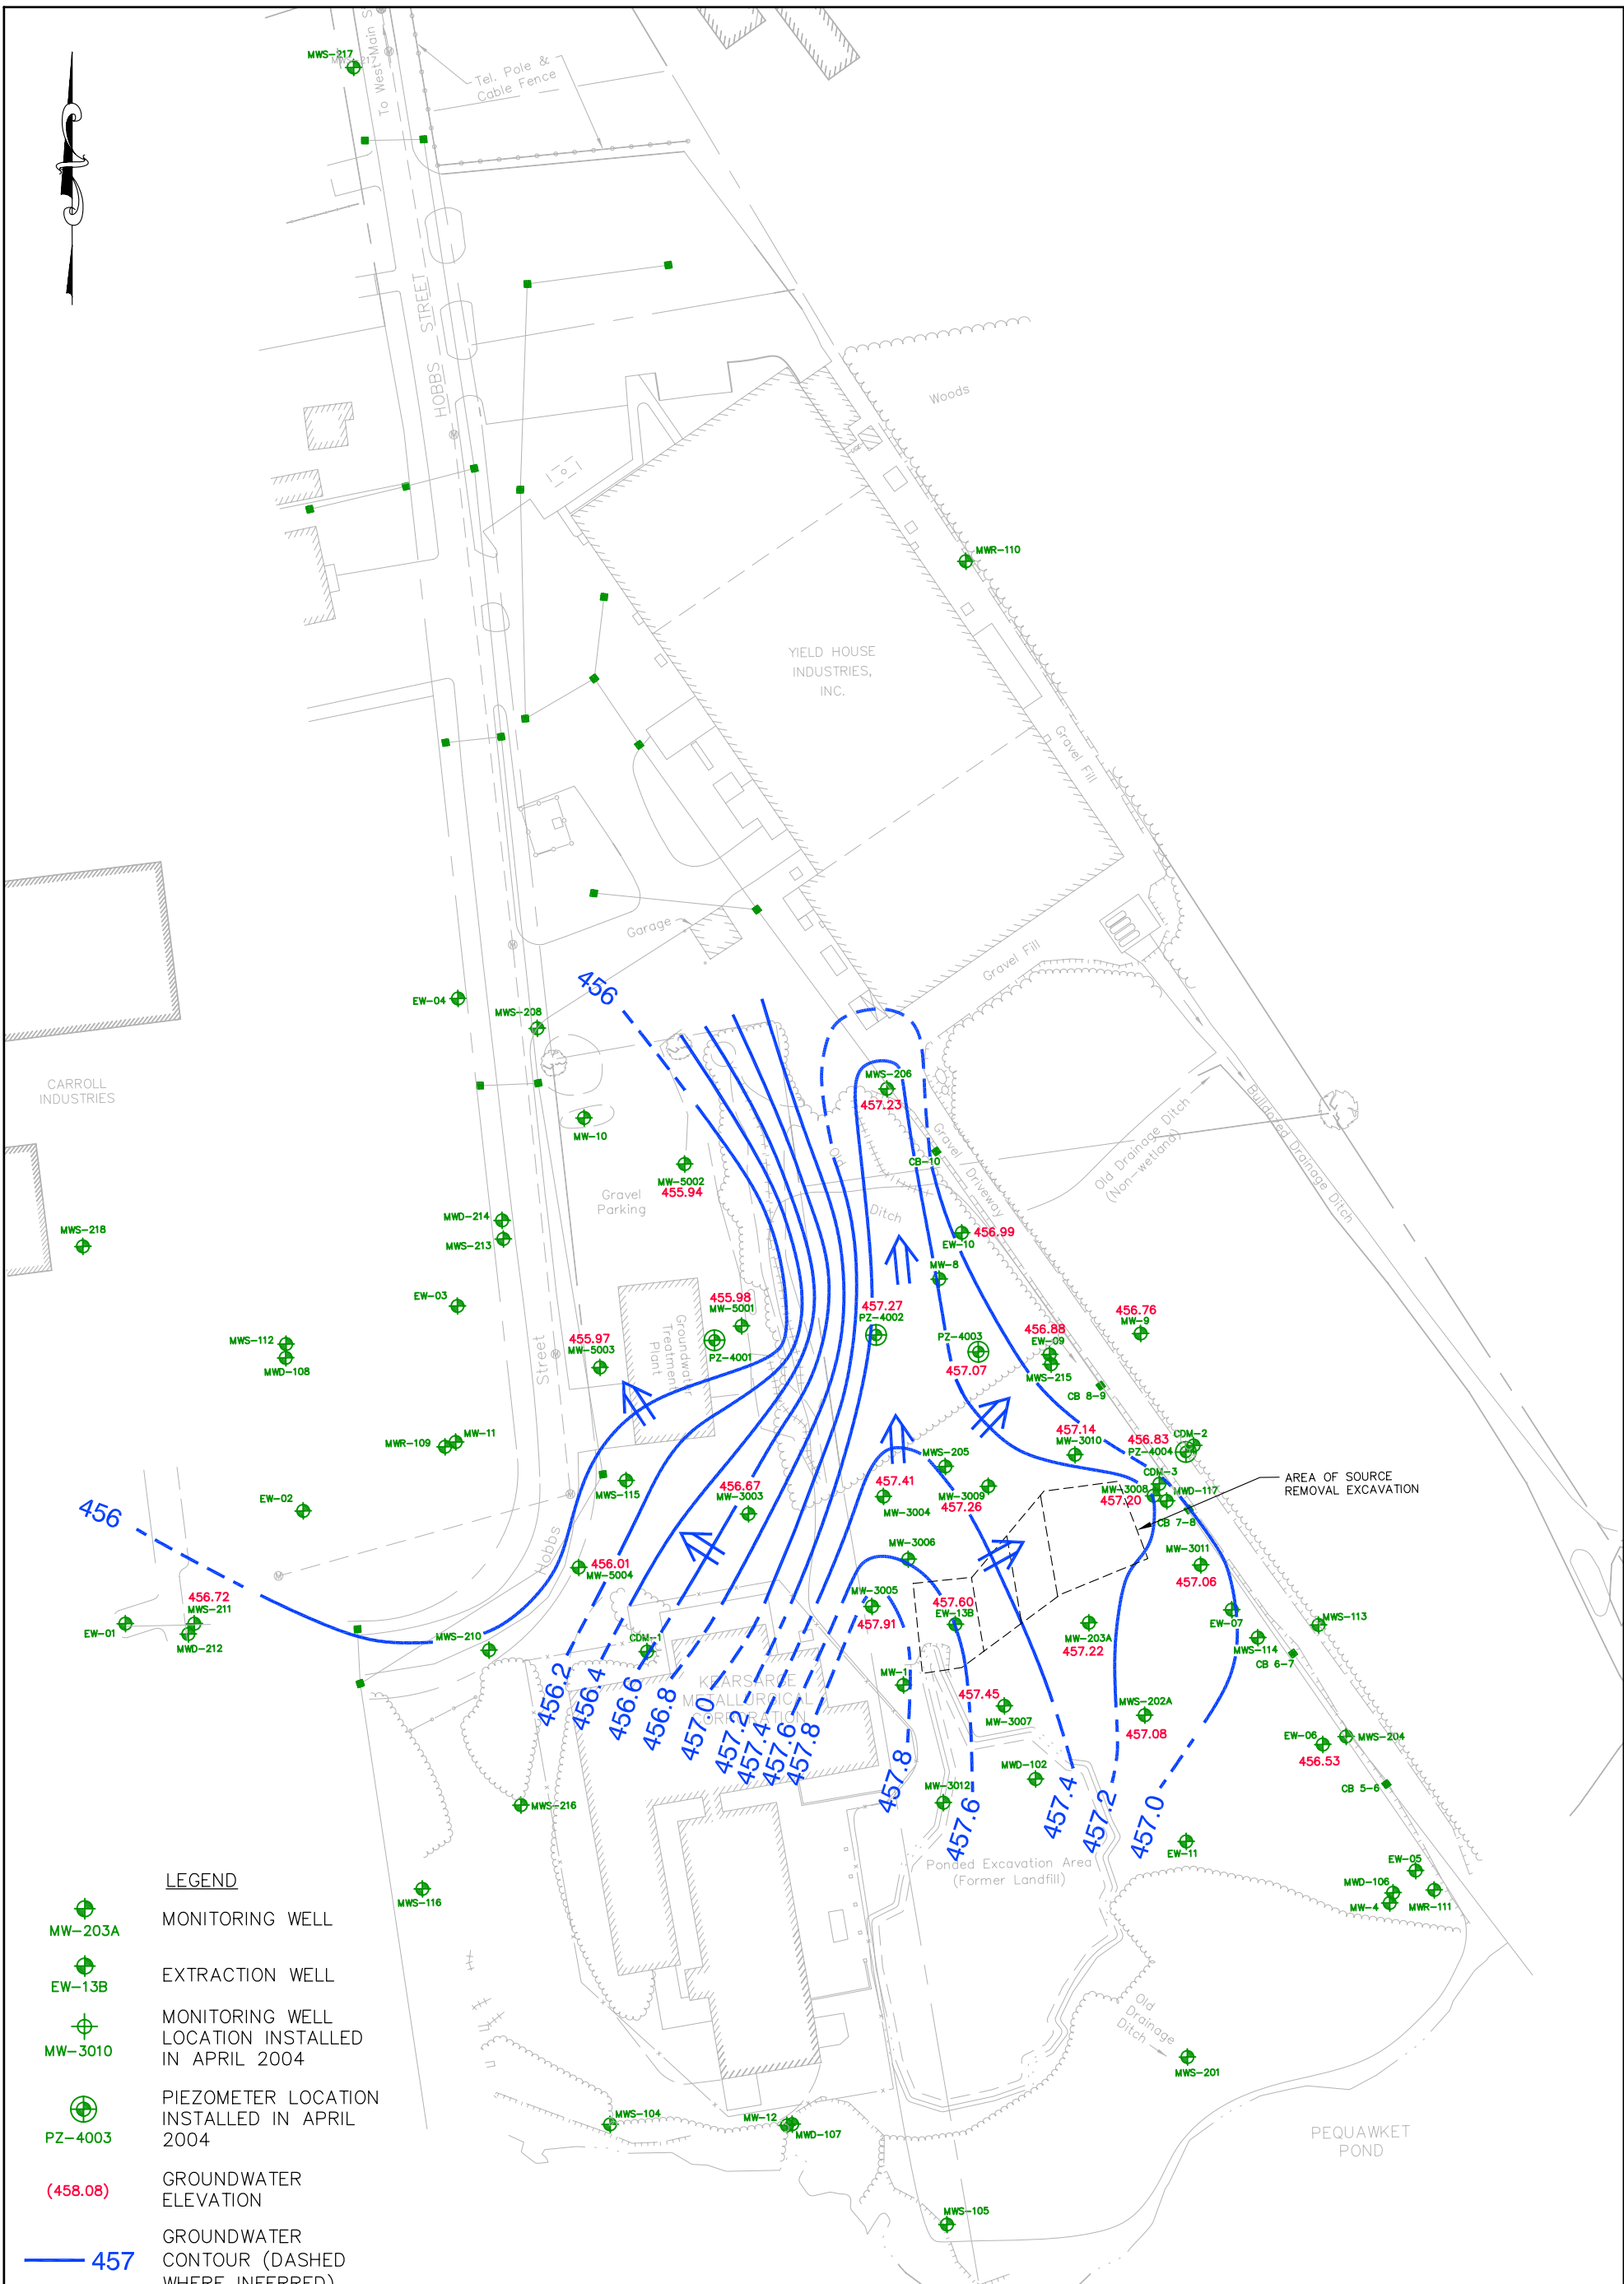 MWS-217
MWS-217
To West Main S
Tel. Pole &
Cable Fence
HOBBS STREET
Woods
MWR-110
YIELD HOUSE
INDUSTRIES,
INC.
Gravel Fill
Garage
Gravel Fill
456
EW-04
MWS-208
CARROLL
INDUSTRIES
MWS-206
457.23
MW-10
CB-10
Old
Ditch
Gravel Driveway
Old Drainage Ditch
(Non-wetland)
Bulldozed Drainage Ditch
MW-5002
455.94
Gravel
Parking
MWD-214
MWS-213
MWS-218
456.99
EW-10
MW-8
EW-03
455.98
MW-5001
PZ-4001
457.27
PZ-4002
456.76
MW-9
MWS-112
MWD-108
455.97
MW-5003
Groundwater
Treatment
Plant
PZ-4003
457.07
456.88
EW-09
MWS-215
CB 8-9
Street
MWR-109
MW-11
457.14
MW-3010
456.83
PZ-4004
CDM-2
MWS-205
AREA OF SOURCE
REMOVAL EXCAVATION
456
EW-02
MWS-115
456.67
MW-3003
457.41
MW-3004
MW-3009
457.26
CDM-3
MW-3008
457.20
MWD-117
CB 7-8
Hobbs
456.01
MW-5004
MW-3006
MW-3011
457.06
456.72
MWS-211
EW-01
MWD-212
MW-3005
457.91
457.60
EW-13B
MW-203A
457.22
EW-07
MWS-113
MWS-114
CB 6-7
MWS-210
CDM-1
KEARSARGE
METALLURGICAL
CORPORATION
MW-1
457.45
MW-3007
MWS-202A
457.08
EW-06
456.53
MWS-204
456.2
456.4
456.6
456.8
457.0
457.2
457.4
457.6
457.8
457.8
457.6
457.4
457.2
457.0
MWD-102
CB 5-6
MWS-216
MW-3012
EW-11
Ponded Excavation Area
(Former Landfill)
EW-05
MWD-106
MW-4
MWR-111
MWS-116
LEGEND
MW-203A
MONITORING WELL
EW-13B
EXTRACTION WELL
MW-3010
MONITORING WELL
LOCATION INSTALLED
IN APRIL 2004
PZ-4003
PIEZOMETER LOCATION
INSTALLED IN APRIL
2004
(458.08)
GROUNDWATER
ELEVATION
457
GROUNDWATER
CONTOUR (DASHED
WHERE INFERRED)
Old
Drainage
Ditch
MWS-201
MWS-104
MW-12
MWD-107
PEQUAWKET
POND
MWS-105